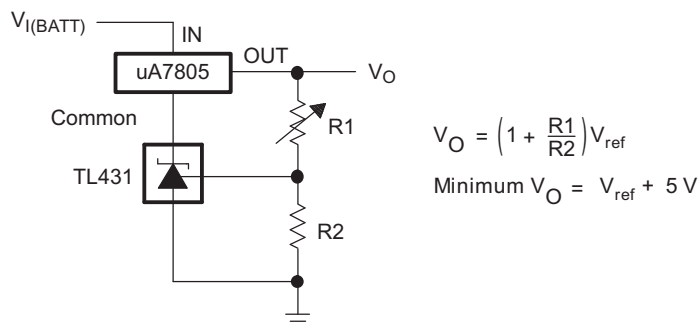 V_I(BATT)
IN
OUT
uA7805
V_O
Common
R1
TL431
R2
V_O = (1 + R1/R2) V_ref
Minimum V_O = V_ref + 5 V